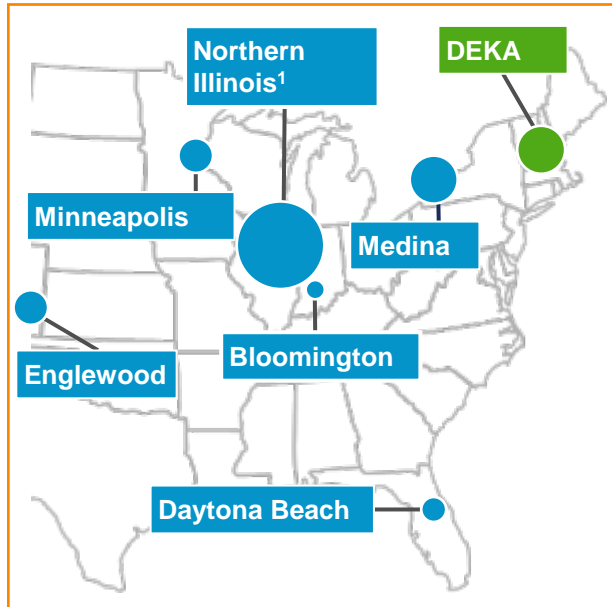 Northern
Illinois¹
DEKA
Minneapolis
Medina
Bloomington
Englewood
Daytona Beach